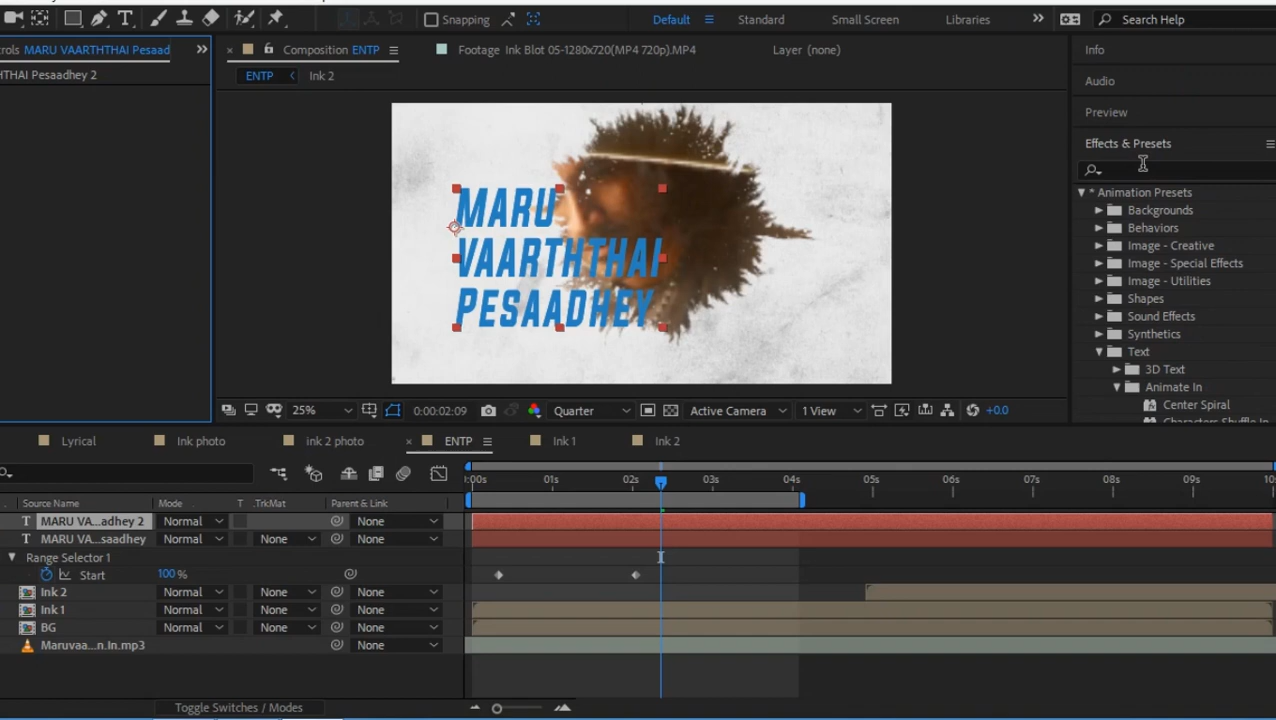 Snapping
Default
Standard
Small Screen
Libraries
Search Help
rols MARU VAARTHTHAI Pesaad
Composition ENTP
Footage Ink Blot 05-1280x720(MP4 720p).MP4
Layer (none)
Info
HTHAI Pesaadhey 2
ENTP
Ink 2
Audio
Preview
Effects & Presets
* Animation Presets
Backgrounds
Behaviors
Image - Creative
Image - Special Effects
Image - Utilities
Shapes
Sound Effects
Synthetics
Text
3D Text
Animate In
Center Spiral
Characters Shuffle In
MARU
VAARTHTHAI
PESAADHEY
25%
0:00:02:09
Quarter
Active Camera
1 View
+0.0
Lyrical
Ink photo
ink 2 photo
ENTP
Ink 1
Ink 2
Source Name
Mode
T
.TrkMat
Parent & Link
:00s
01s
02s
03s
04s
05s
06s
07s
08s
09s
10s
T MARU VA...adhey 2 Normal None
T MARU VA...saadhey Normal None None
Range Selector 1
Start 100%
Ink 2 Normal None None
Ink 1 Normal None None
BG Normal None None
Maruvaa...n.In.mp3 None
Toggle Switches / Modes